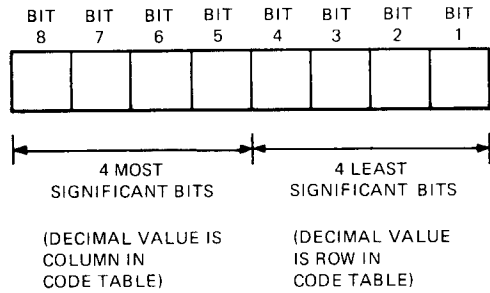 BIT BIT BIT BIT BIT BIT BIT BIT
8 7 6 5 4 3 2 1
4 MOST
SIGNIFICANT BITS
4 LEAST
SIGNIFICANT BITS
(DECIMAL VALUE IS
COLUMN IN
CODE TABLE)
(DECIMAL VALUE
IS ROW IN
CODE TABLE)